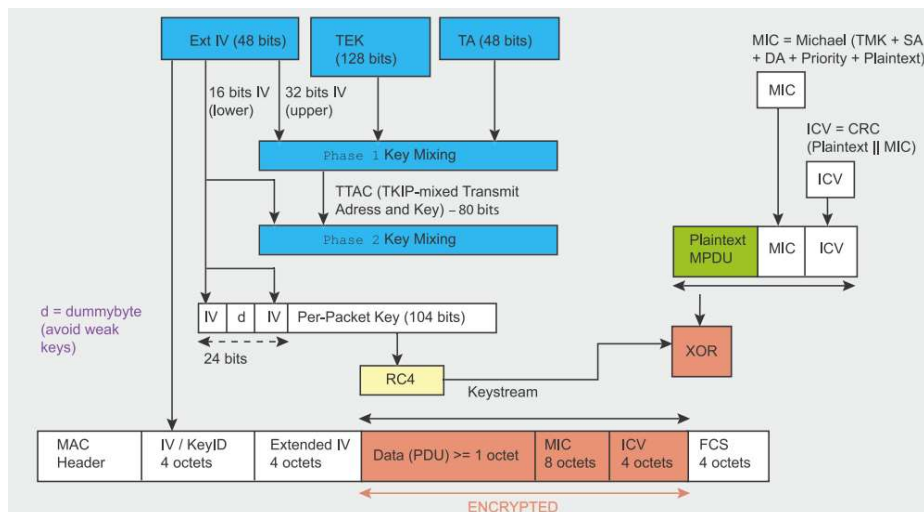 Ext IV (48 bits)
TEK
(128 bits)
TA (48 bits)
MIC = Michael (TMK + SA
+ DA + Priority + Plaintext)
MIC
16 bits IV
(lower)
32 bits IV
(upper)
ICV = CRC
(Plaintext || MIC)
ICV
Phase 1 Key Mixing
TTAC (TKIP-mixed Transmit
Adress and Key) – 80 bits
Phase 2 Key Mixing
Plaintext
MPDU
MIC
ICV
d = dummybyte
(avoid weak
keys)
IV
d
IV
Per-Packet Key (104 bits)
24 bits
XOR
RC4
Keystream
MAC
Header
IV / KeyID
4 octets
Extended IV
4 octets
Data (PDU) >= 1 octet
MIC
8 octets
ICV
4 octets
FCS
4 octets
ENCRYPTED